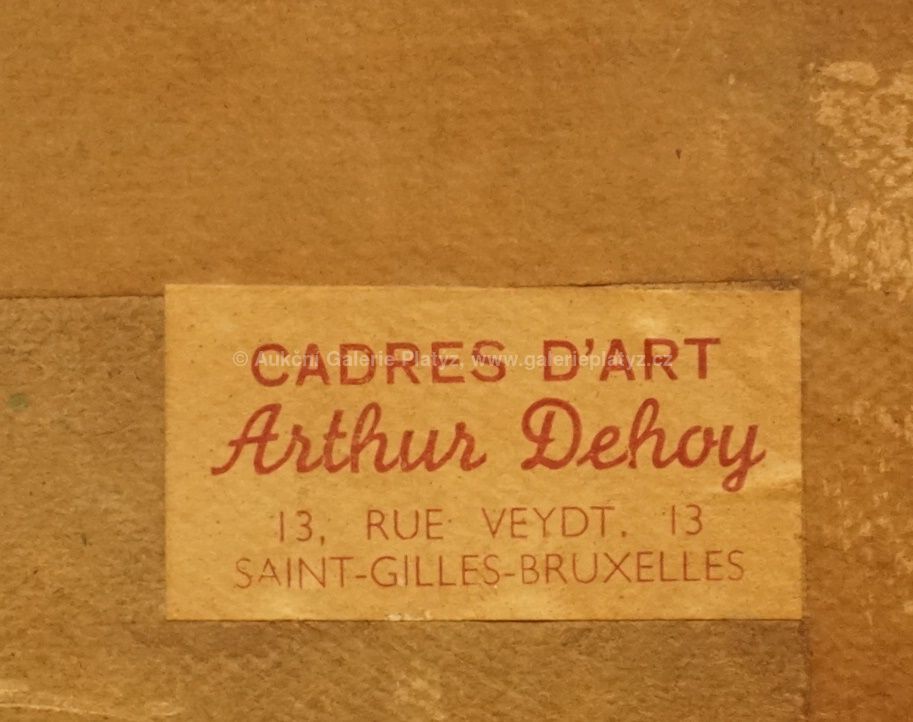 CADRES D'ART
© Aukční Galerie Platýz, www.galerieplatyz.cz
Arthur Dehoy
13, RUE VEYDT, 13
SAINT-GILLES-BRUXELLES